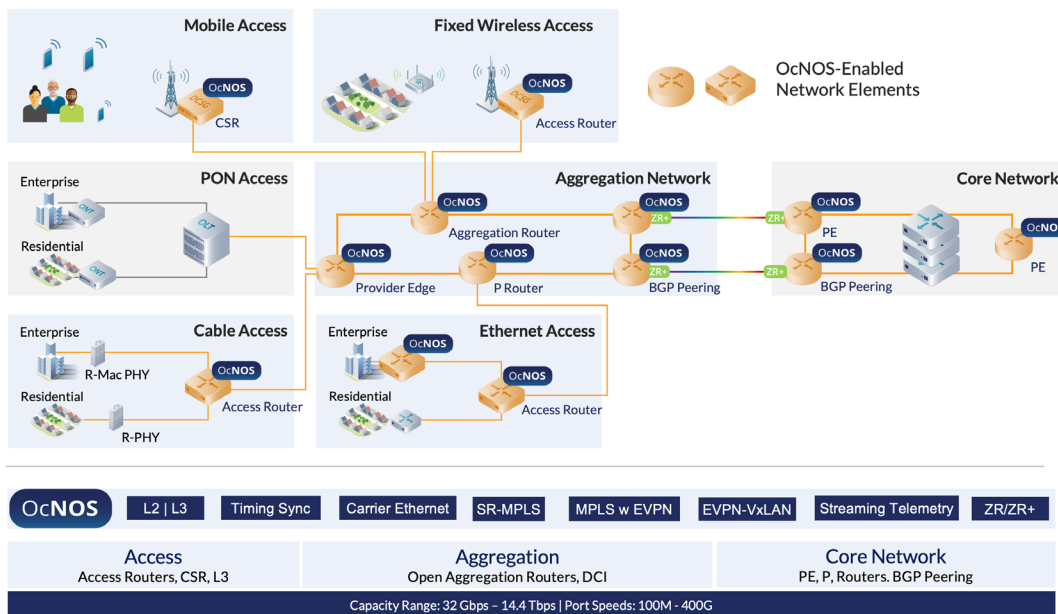 Mobile Access
OcNOS
DCSG
CSR
Fixed Wireless Access
OcNOS
DCSG
Access Router
OcNOS-Enabled
Network Elements
PON Access
Enterprise
ONT
OLT
Residential
ONT
Aggregation Network
OcNOS
Aggregation Router
OcNOS
ZR+
OcNOS
Provider Edge
OcNOS
P Router
OcNOS
ZR+
BGP Peering
Core Network
ZR+
OcNOS
PE
ZR+
OcNOS
BGP Peering
OcNO
PE
Cable Access
Enterprise
R-Mac PHY
OcNOS
Access Router
Residential
R-PHY
Ethernet Access
Enterprise
OcNOS
OcNOS
Access Router
Residential
OcNOS
L2 | L3
Timing Sync
Carrier Ethernet
SR-MPLS
MPLS w EVPN
EVPN-VxLAN
Streaming Telemetry
ZR/ZR+
Access
Access Routers, CSR, L3
Aggregation
Open Aggregation Routers, DCI
Core Network
PE, P, Routers. BGP Peering
Capacity Range: 32 Gbps – 14.4 Tbps | Port Speeds: 100M - 400G